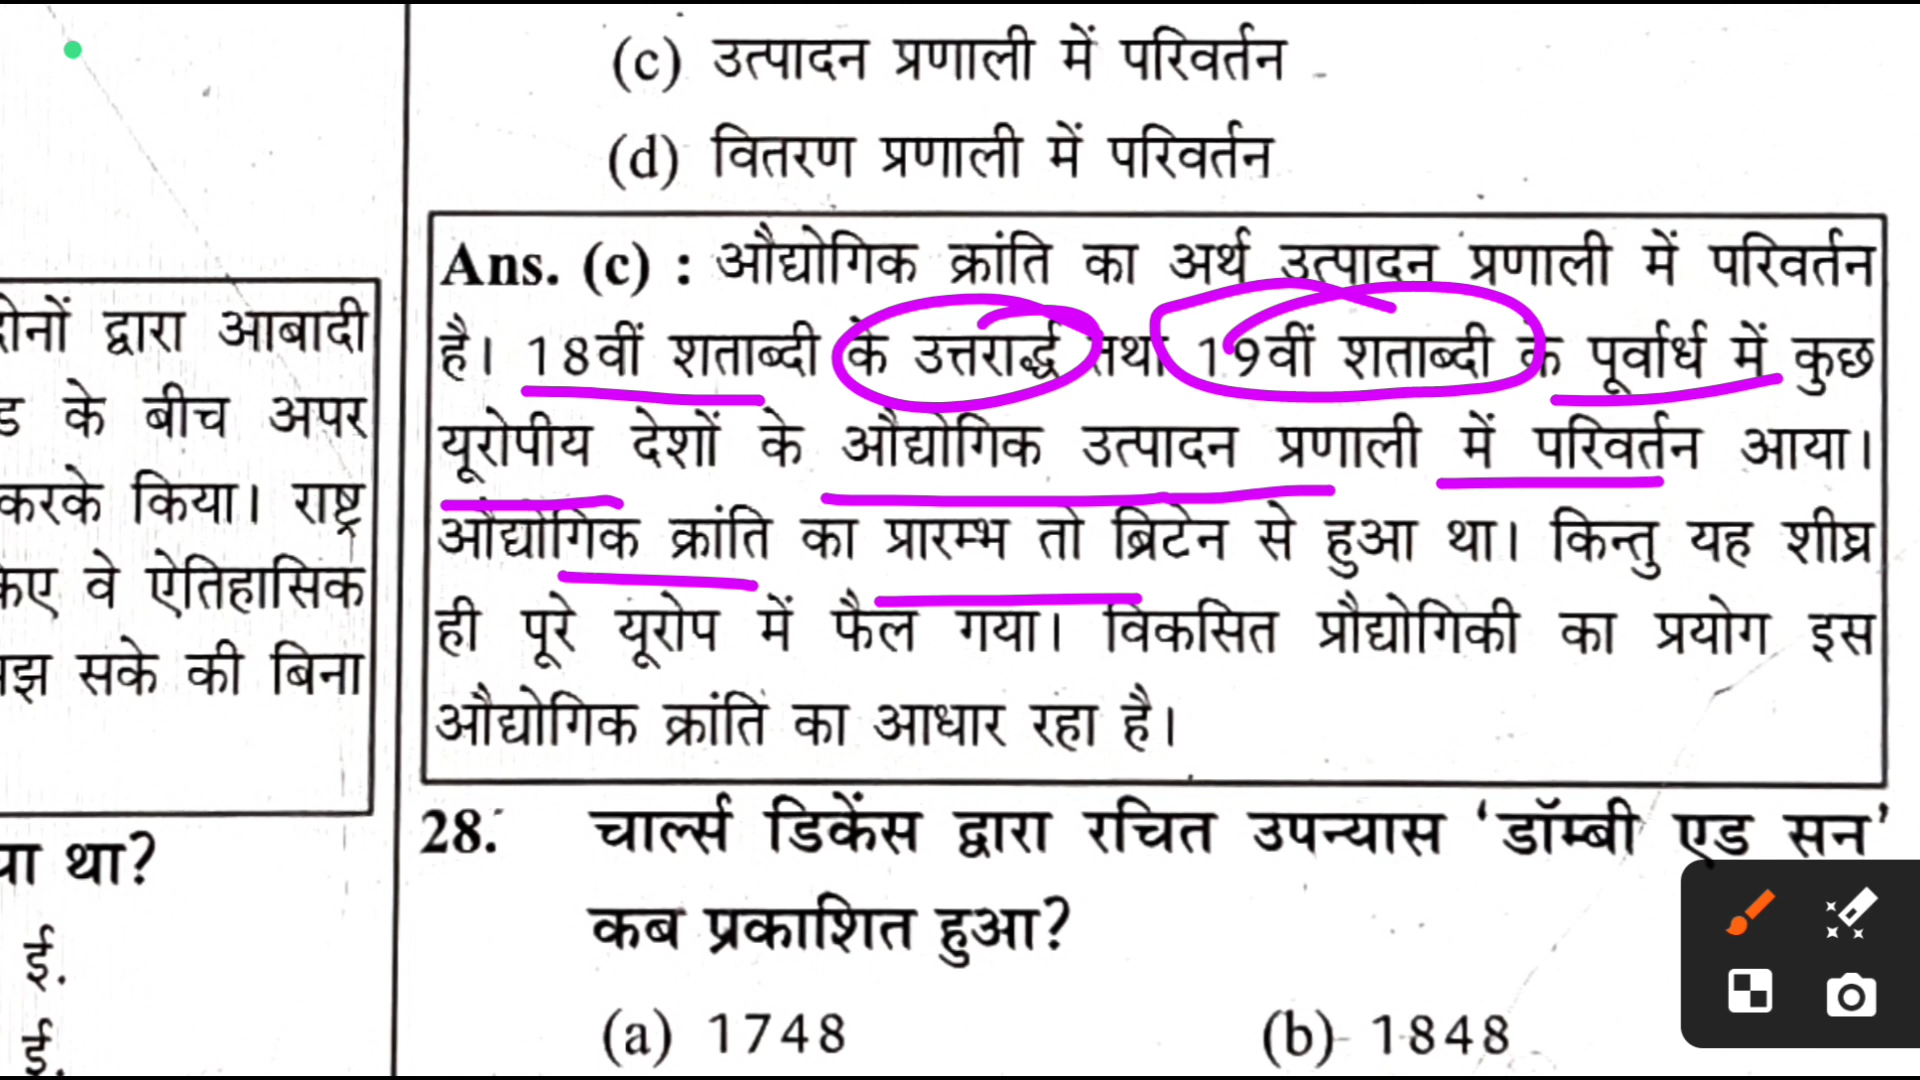 दोनों द्वारा आबादी
ड के बीच अपर
करके किया। राष्ट्र
वे ऐतिहासिक
सके की बिना
था?
ई.
ई.
(c) उत्पादन प्रणाली में परिवर्तन
(d) वितरण प्रणाली में परिवर्तन
Ans. (c) : औद्योगिक क्रांति का अर्थ उत्पादन प्रणाली में परिवर्तन
है। 18वीं शताब्दी के उत्तरार्द्ध तथा 19वीं शताब्दी के पूर्वार्ध में कुछ
यूरोपीय देशों के औद्योगिक उत्पादन प्रणाली में परिवर्तन आया।
औद्योगिक क्रांति का प्रारम्भ तो ब्रिटेन से हुआ था। किन्तु यह शीघ्र
ही पूरे यूरोप में फैल गया। विकसित प्रौद्योगिकी का प्रयोग इस
औद्योगिक क्रांति का आधार रहा है।
28. चार्ल्स डिकेंस द्वारा रचित उपन्यास ‘डॉम्बी एड सन’
कब प्रकाशित हुआ?
(a) 1748 (b) 1848